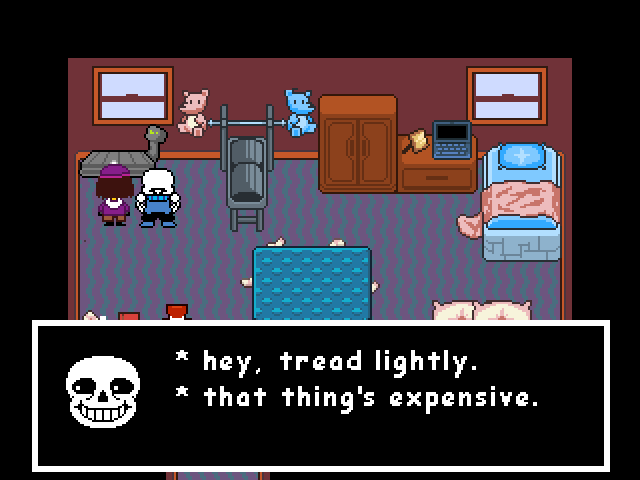 * hey, tread lightly.
* that thing's expensive.